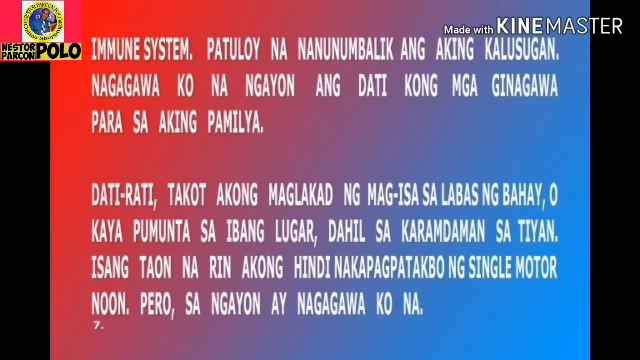 Made with KINEMASTER
NESTOR
PARCON POLO
IMMUNE SYSTEM. PATULOY NA NANUNUMBALIK ANG AKING KALUSUGAN.
NAGAGAWA KO NA NGAYON ANG DATI KONG MGA GINAGAWA
PARA SA AKING PAMILYA.
DATI-RATI, TAKOT AKONG MAGLAKAD NG MAG-ISA SA LABAS NG BAHAY, O
KAYA PUMUNTA SA IBANG LUGAR, DAHIL SA KARAMDAMAN SA TIYAN.
ISANG TAON NA RIN AKONG HINDI NAKAPAGPATAKBO NG SINGLE MOTOR
NOON. PERO, SA NGAYON AY NAGAGAWA KO NA.
7.